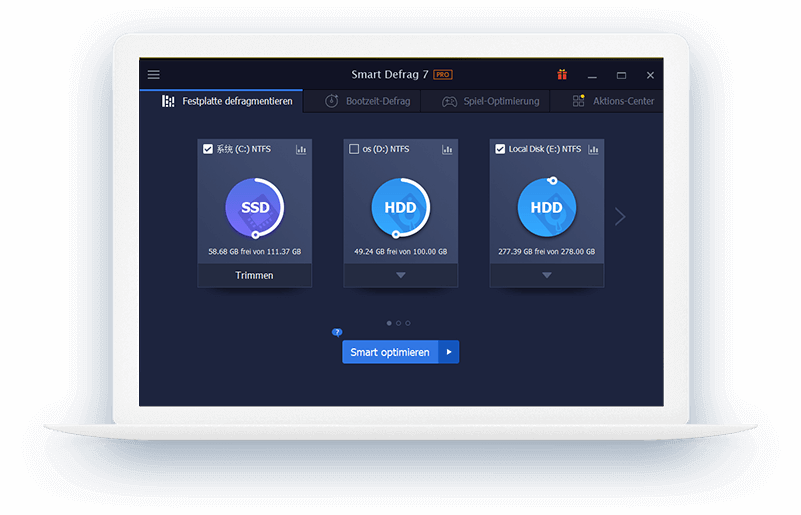 Smart Defrag 7 PRO
Festplatte defragmentieren Bootzeit-Defrag Spiel-Optimierung Aktions-Center
系统 (C:) NTFS os (D:) NTFS Local Disk (E:) NTFS
SSD HDD HDD
58.68 GB frei von 111.37 GB 49.24 GB frei von 100.00 GB 277.39 GB frei von 278.00 GB
Trimmen
?
Smart optimieren